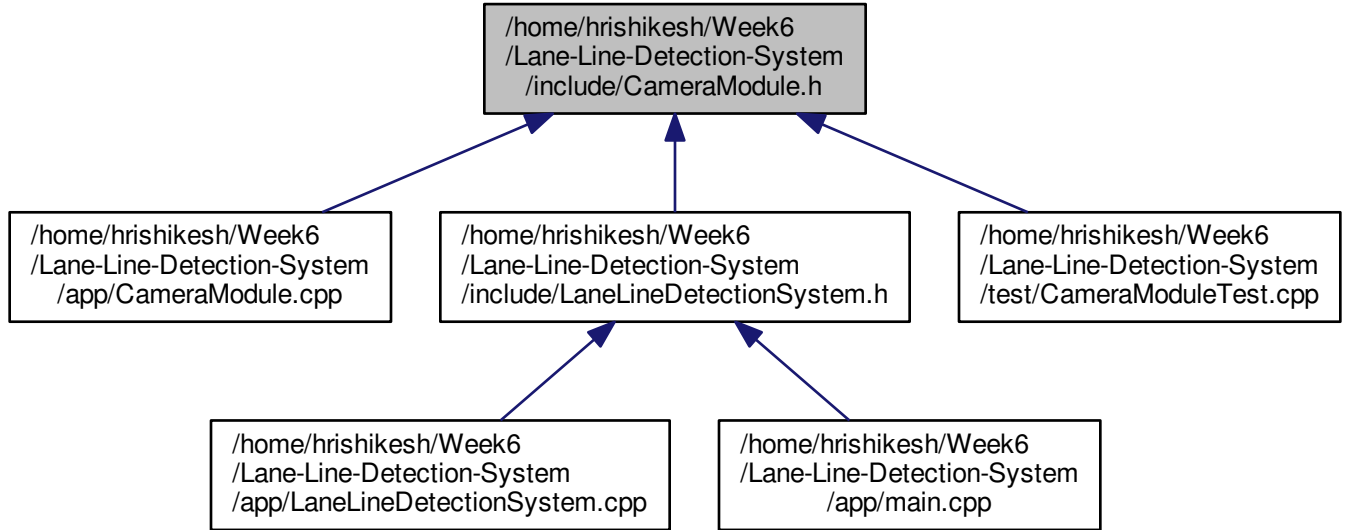 /home/hrishikesh/Week6
/Lane-Line-Detection-System
/include/CameraModule.h
/home/hrishikesh/Week6
/Lane-Line-Detection-System
/app/CameraModule.cpp
/home/hrishikesh/Week6
/Lane-Line-Detection-System
/include/LaneLineDetectionSystem.h
/home/hrishikesh/Week6
/Lane-Line-Detection-System
/test/CameraModuleTest.cpp
/home/hrishikesh/Week6
/Lane-Line-Detection-System
/app/LaneLineDetectionSystem.cpp
/home/hrishikesh/Week6
/Lane-Line-Detection-System
/app/main.cpp